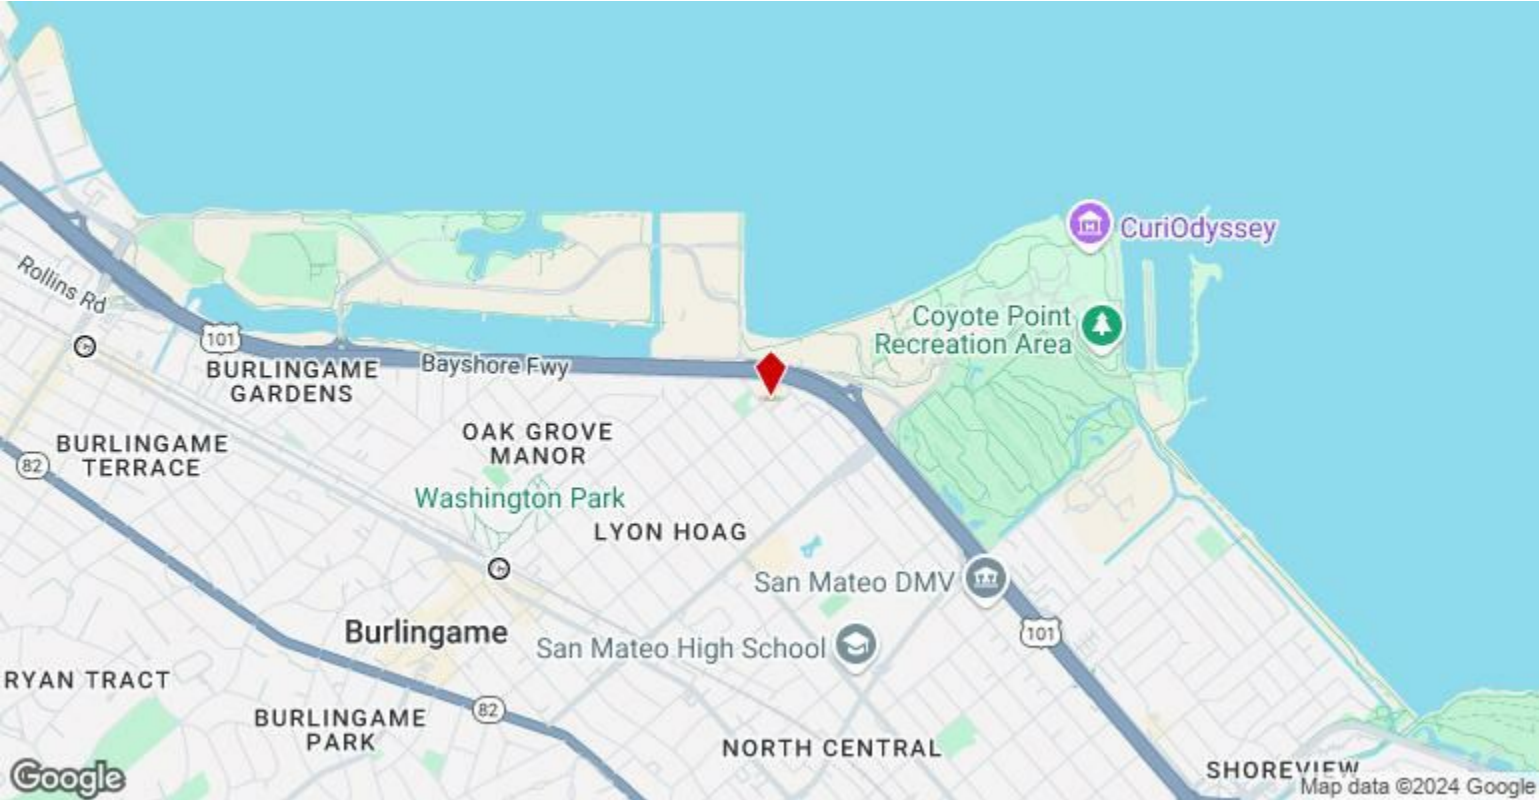 CuriOdyssey
Rollins Rd
Coyote Point
Recreation Area
101
Bayshore Fwy
BURLINGAME
GARDENS
OAK GROVE
MANOR
BURLINGAME
TERRACE
82
Washington Park
LYON HOAG
San Mateo DMV
Burlingame
San Mateo High School
101
RYAN TRACT
82
BURLINGAME
PARK
NORTH CENTRAL
SHOREVIEW
Google
Map data ©2024 Google